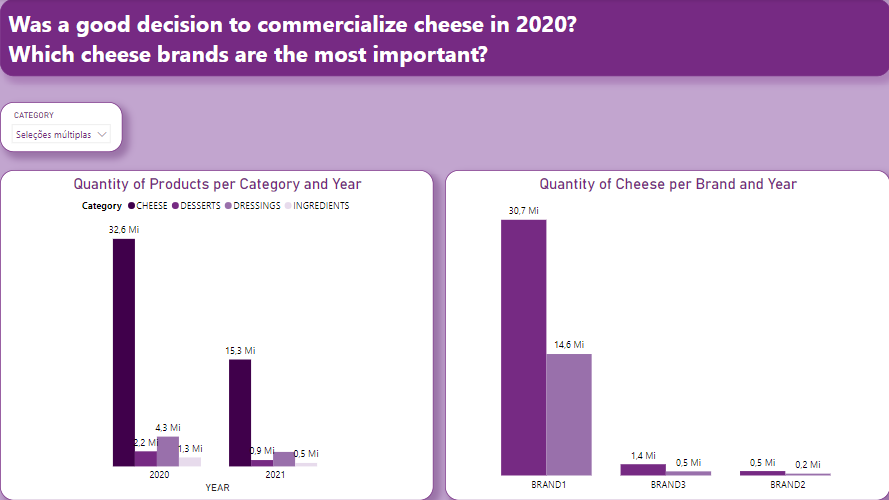 Was a good decision to commercialize cheese in 2020?
Which cheese brands are the most important?
CATEGORY
Seleções múltiplas
Quantity of Products per Category and Year
Category CHEESE DESSERTS DRESSINGS INGREDIENTS
32,6 Mi
2,2 Mi
4,3 Mi
1,3 Mi
15,3 Mi
0,9 Mi
0,5 Mi
2020
2021
YEAR
Quantity of Cheese per Brand and Year
30,7 Mi
14,6 Mi
1,4 Mi
0,5 Mi
0,5 Mi
0,2 Mi
BRAND1
BRAND3
BRAND2